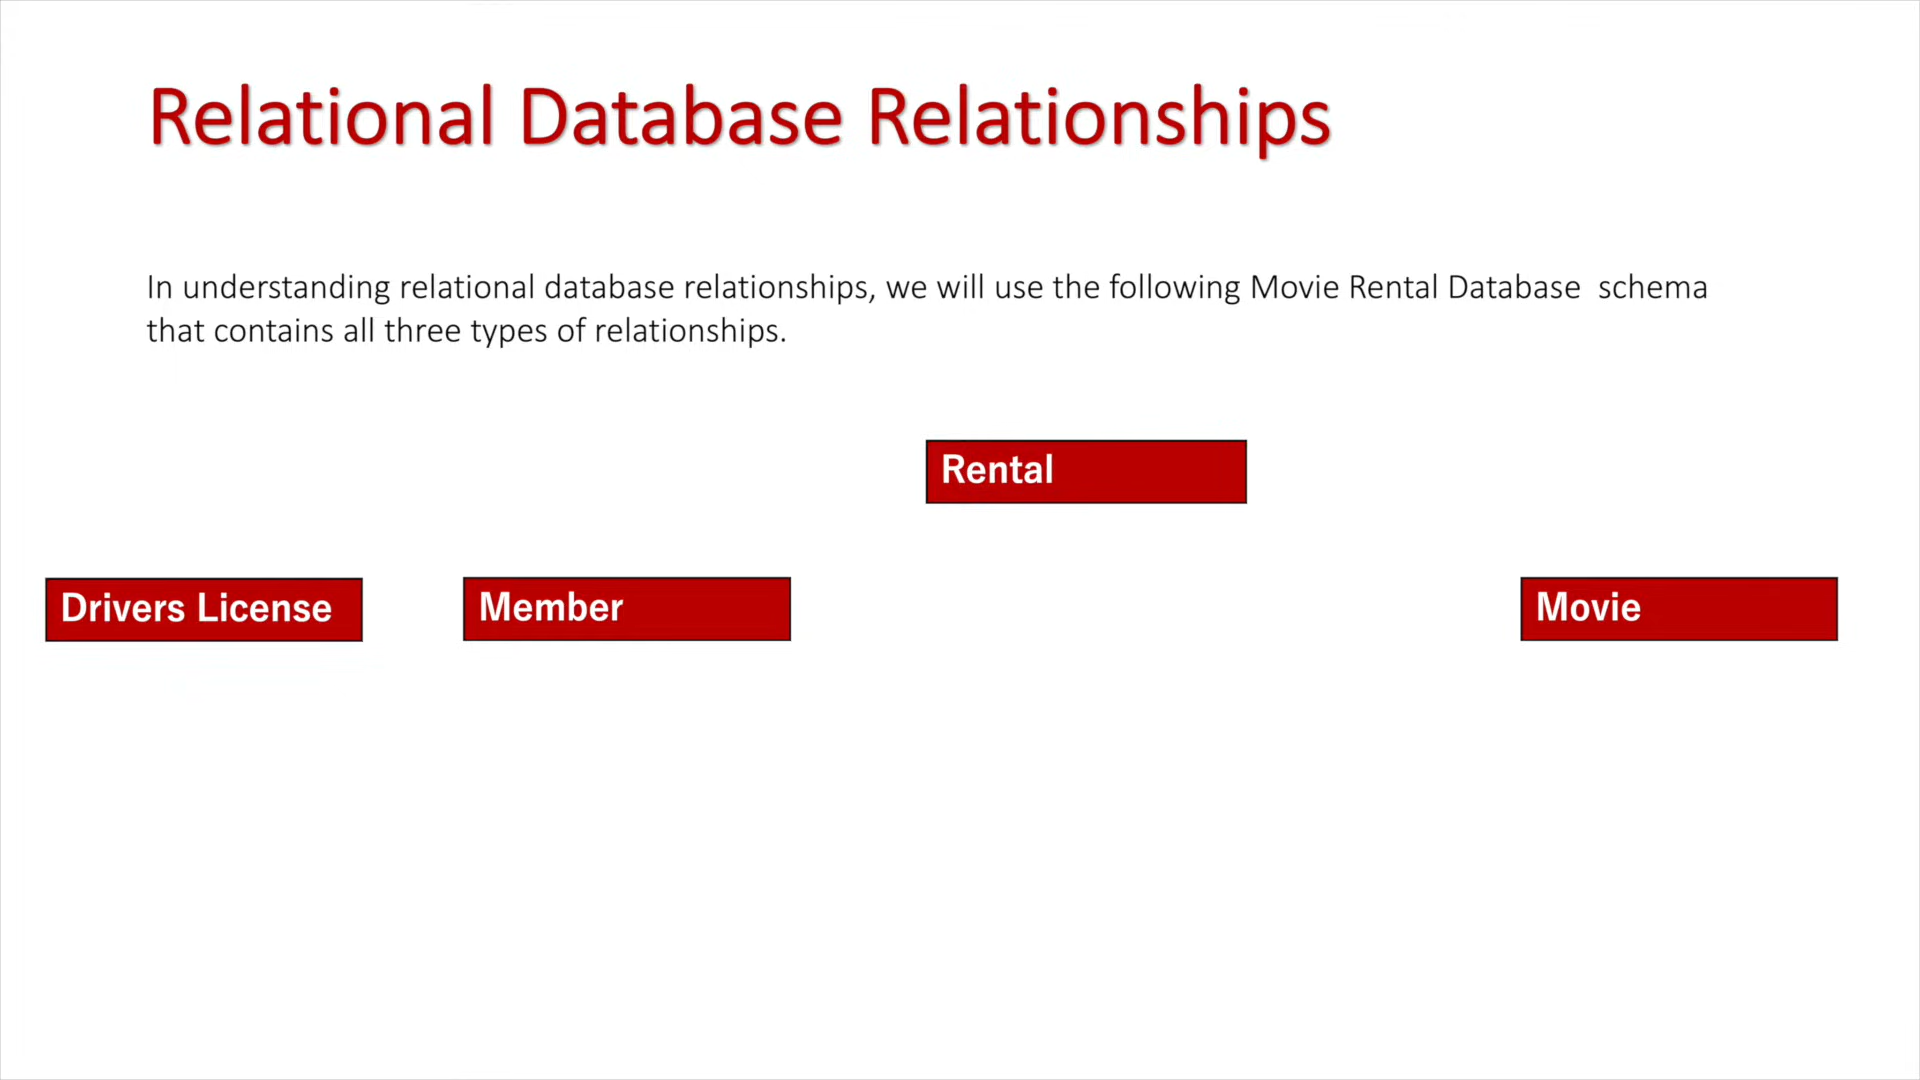 Relational Database Relationships
In understanding relational database relationships, we will use the following Movie Rental Database  schema
that contains all three types of relationships.
Rental
Drivers License
Member
Movie